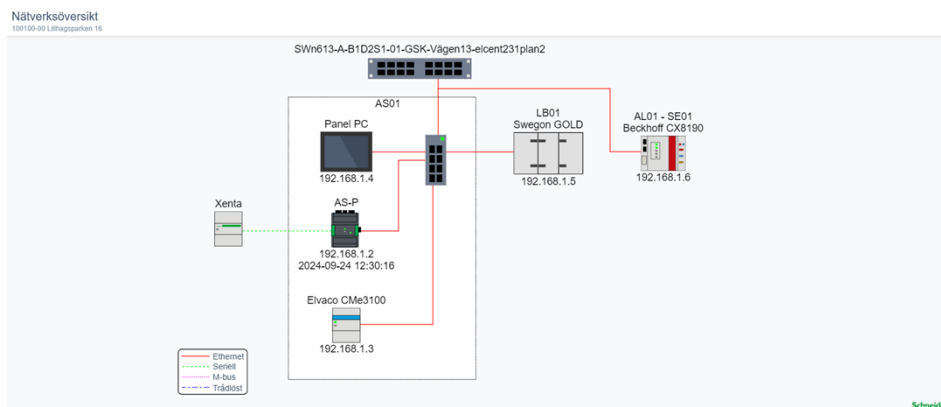 Nätverksöversikt
100100-00 Lillhagsparken 16
SWn613-A-B1D2S1-01-GSK-Vägen13-elcent231plan2
AS01
Panel PC
192.168.1.4
LB01
Swegon GOLD
192.168.1.5
AL01 - SE01
Beckhoff CX8190
192.168.1.6
Xenta
AS-P
192.168.1.2
2024-09-24 12:30:16
Elvaco CMe3100
192.168.1.3
Ethernet
Seriell
M-bus
Trådlöst